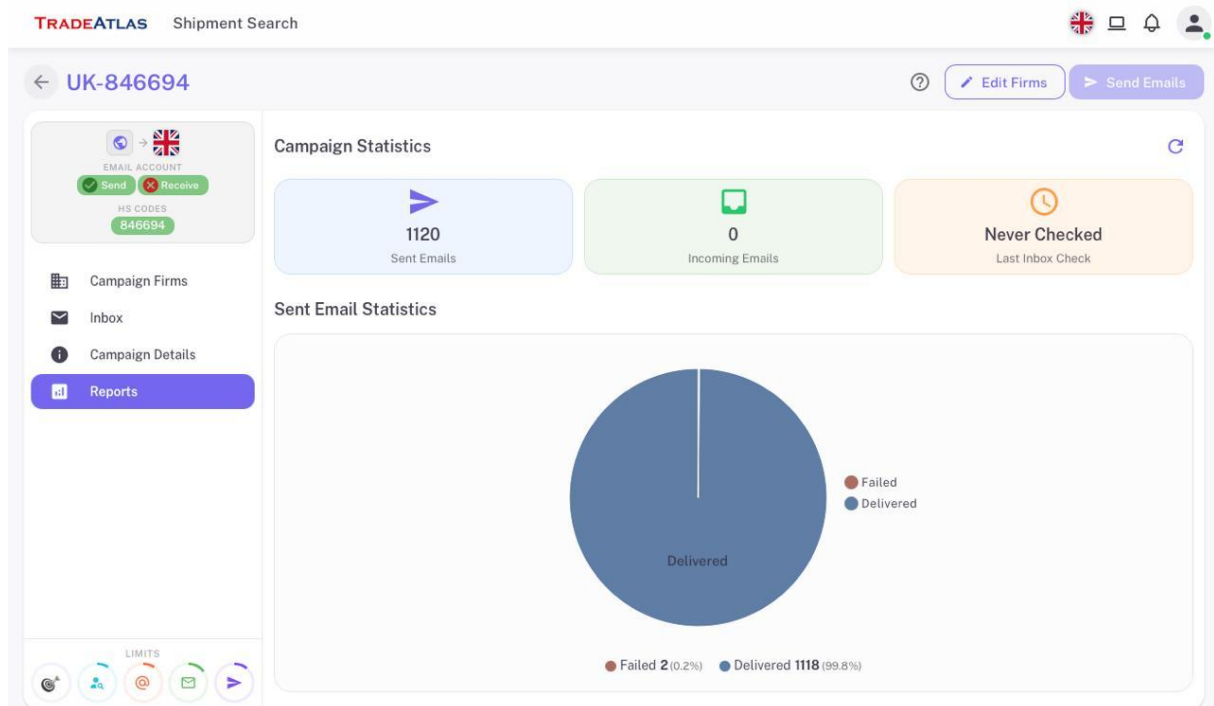 TRADEATLAS Shipment Search
UK-846694
Edit Firms
Send Emails
EMAIL ACCOUNT
Send Receive
HS CODES
846694
Campaign Firms
Inbox
Campaign Details
Reports
LIMITS
Campaign Statistics
1120
Sent Emails
0
Incoming Emails
Never Checked
Last Inbox Check
Sent Email Statistics
Delivered
Failed
Delivered
Failed 2 (0.2%) Delivered 1118 (99.8%)